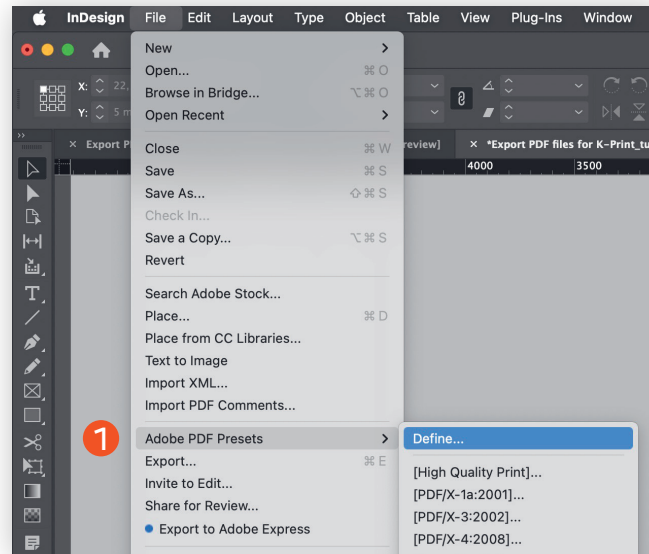 InDesign File Edit Layout Type Object Table View Plug-Ins Window
X: 22,
Y: 5 m
× Export P
review]
× *Export PDF files for K-Print_tu
4000 3500
New >
Open... ⌘ O
Browse in Bridge... ⌥⌘ O
Open Recent >
Close ⌘ W
Save ⌘ S
Save As... ⇧⌘ S
Check In...
Save a Copy... ⌥⌘ S
Revert
Search Adobe Stock...
Place... ⌘ D
Place from CC Libraries...
Text to Image
Import XML...
Import PDF Comments...
1
Adobe PDF Presets >
Export... ⌘ E
Invite to Edit...
Share for Review...
Export to Adobe Express
Define...
[High Quality Print]...
[PDF/X-1a:2001]...
[PDF/X-3:2002]...
[PDF/X-4:2008]...